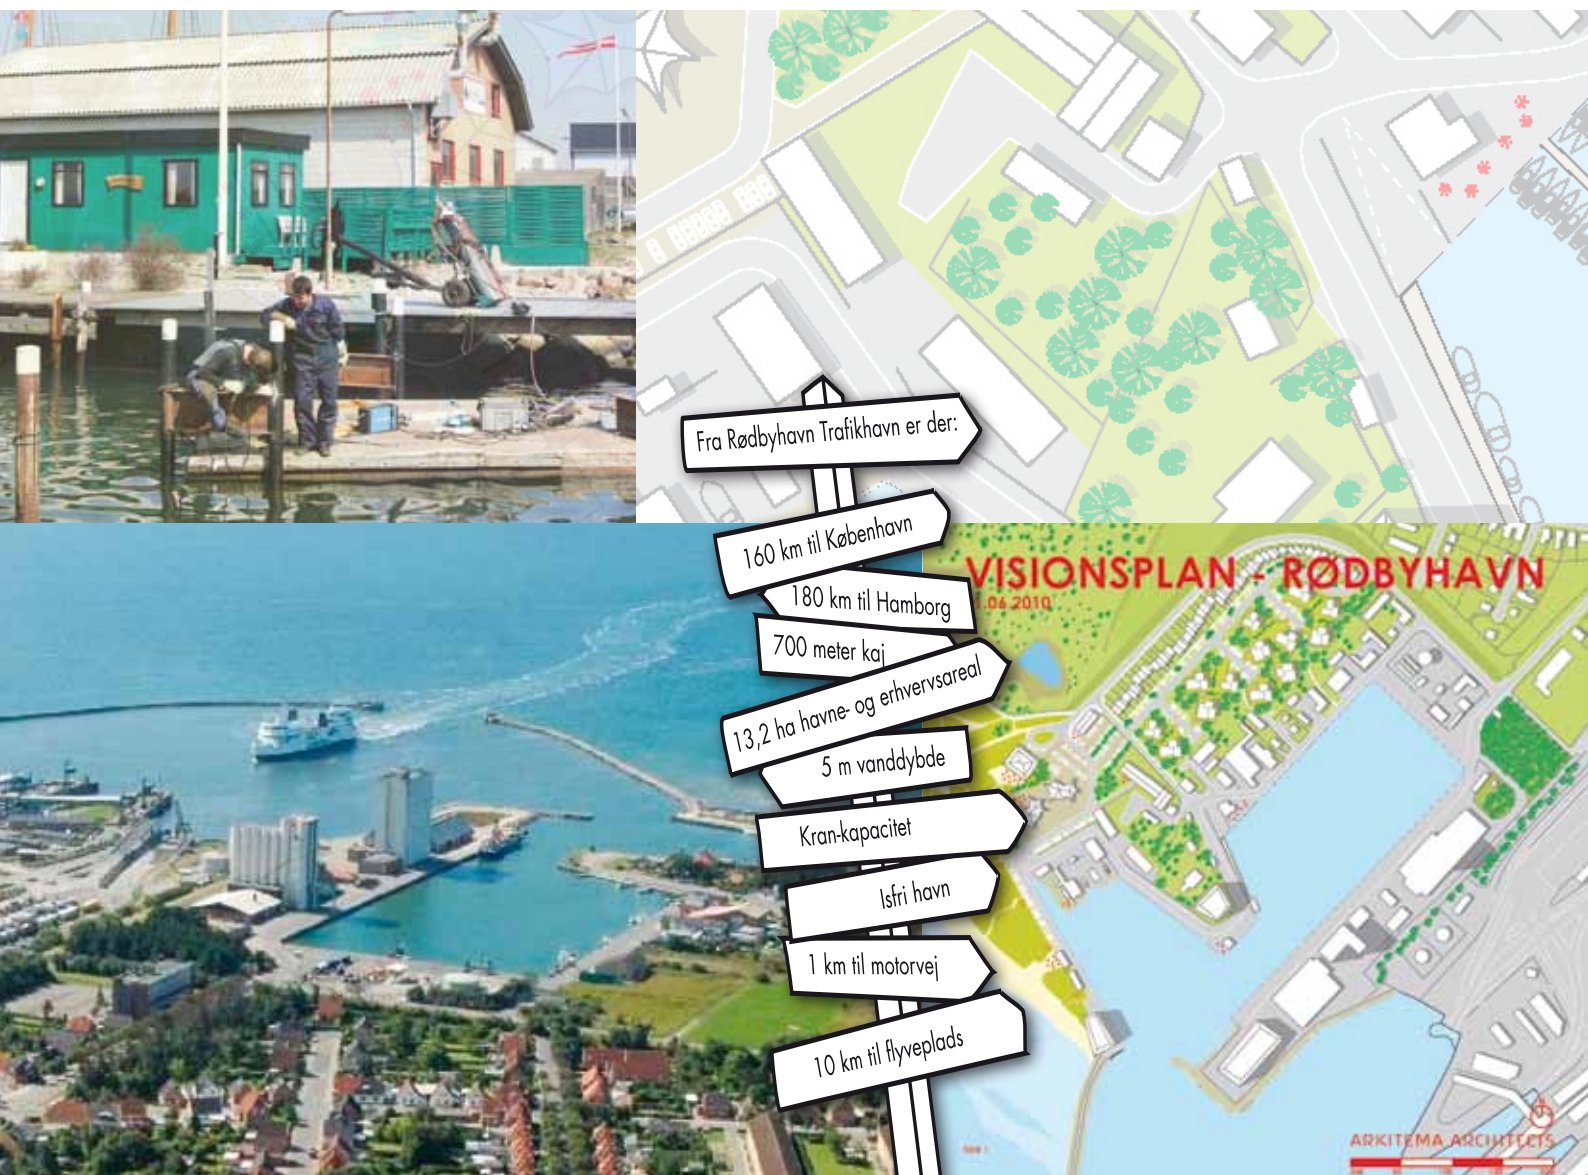 Fra Rødbyhavn Trafikhavn er der:
160 km til København
180 km til Hamborg
700 meter kaj
13,2 ha havne- og erhvervsareal
5 m vanddybde
Kran-kapacitet
Isfri havn
1 km til motorvej
10 km til flyveplads
VISIONSPLAN - RØDBYHAVN
.06.2010
ARKITEMA ARCHITECTS